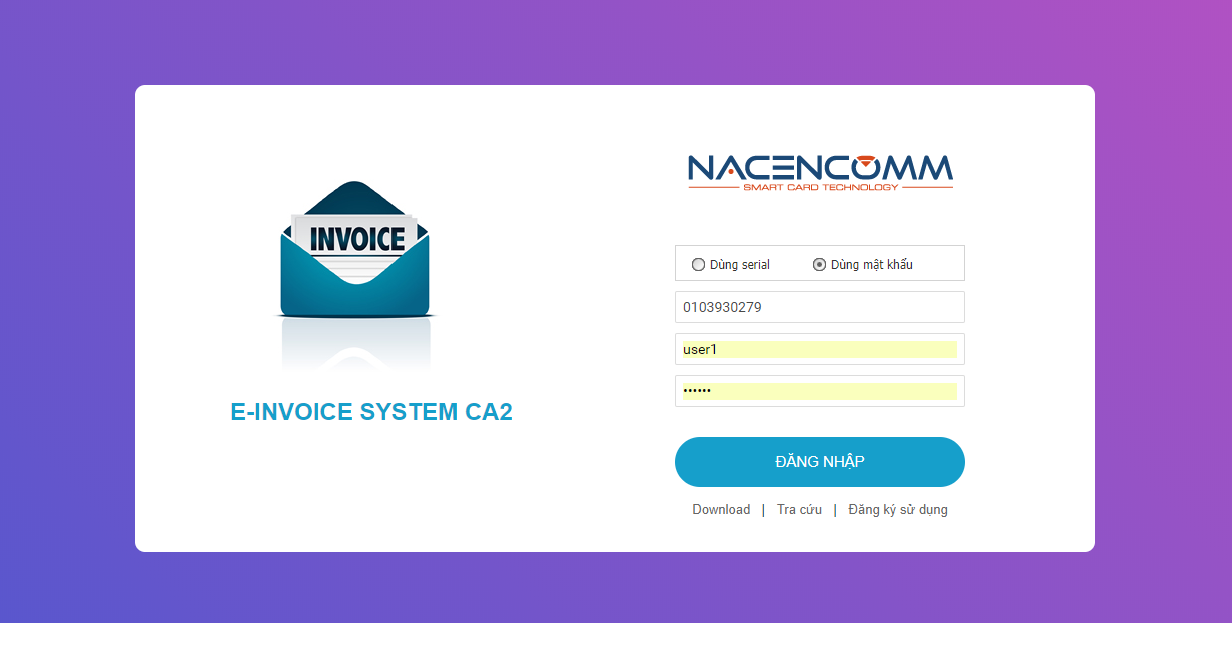 INVOICE
E-INVOICE SYSTEM CA2
NACENCOMM
SMART CARD TECHNOLOGY
Dùng serial Dùng mật khẩu
0103930279
user1
••••••
ĐĂNG NHẬP
Download | Tra cứu | Đăng ký sử dụng